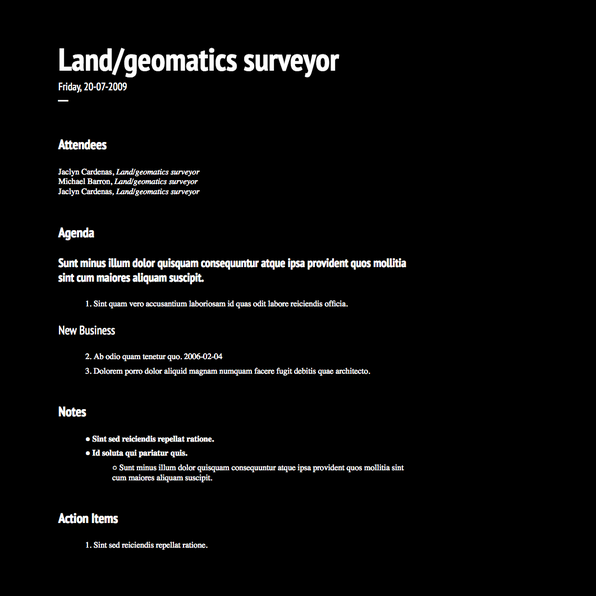 Land/geomatics surveyor
Friday, 20-07-2009
Attendees
Jaclyn Cardenas, Land/geomatics surveyor
Michael Barron, Land/geomatics surveyor
Jaclyn Cardenas, Land/geomatics surveyor
Agenda
Sunt minus illum dolor quisquam consequuntur atque ipsa provident quos mollitia
sint cum maiores aliquam suscipit.
1. Sint quam vero accusantium laboriosam id quas odit labore reiciendis officia.
New Business
2. Ab odio quam tenetur quo. 2006-02-04
3. Dolorem porro dolor aliquid magnam numquam facere fugit debitis quae architecto.
Notes
● Sint sed reiciendis repellat ratione.
● Id soluta qui pariatur quis.
○ Sunt minus illum dolor quisquam consequuntur atque ipsa provident quos mollitia sint
cum maiores aliquam suscipit.
Action Items
1. Sint sed reiciendis repellat ratione.